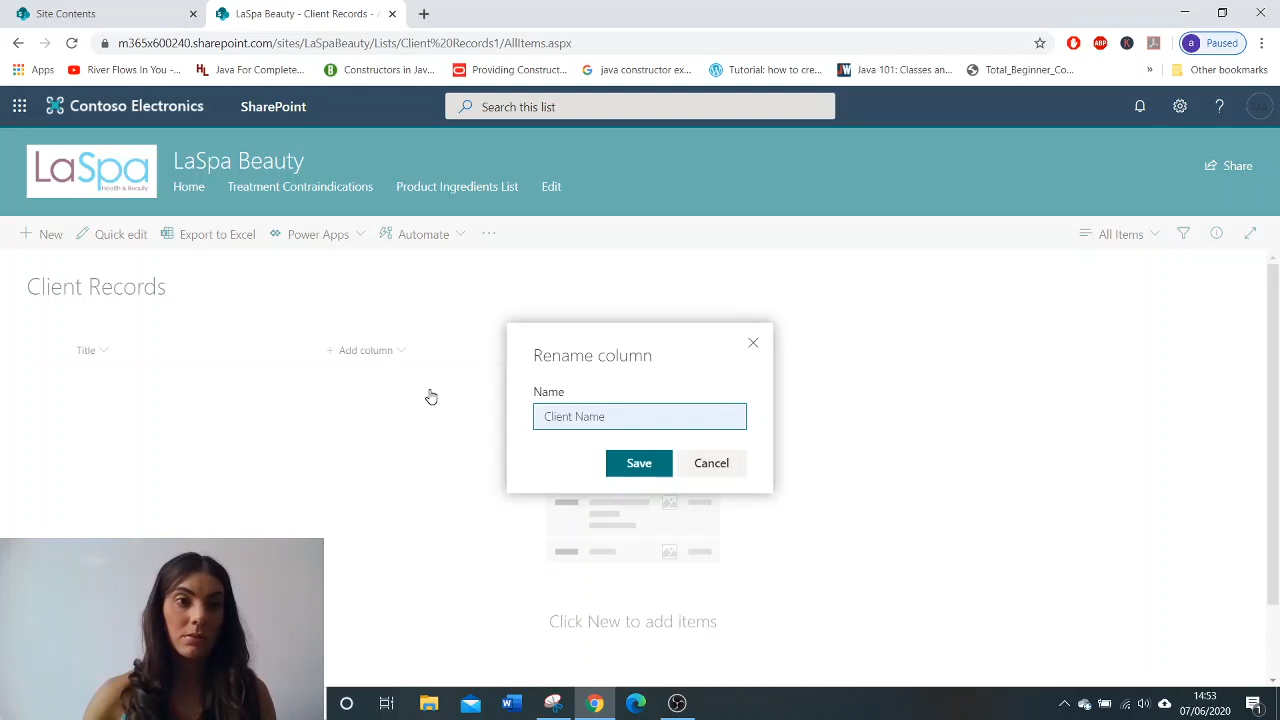 Site Contents
LaSpa Beauty - Client Records - A
m365x600240.sharepoint.com/sites/LaSpaBeauty/Lists/Client%20Records1/AllItems.aspx
ABP
K
a Paused
Apps
River Flows In You -...
Java For Complete...
Constructors in Jav...
Providing Construct...
java constructor ex...
Tutorial: how to cre...
Java 101: Classes an...
Total_Beginner_Co...
»
Other bookmarks
Contoso Electronics
SharePoint
Search this list
LaSpa
Health & Beauty
LaSpa Beauty
Home
Treatment Contraindications
Product Ingredients List
Edit
Share
New
Quick edit
Export to Excel
Power Apps
Automate
All Items
Client Records
Title
Add column
Rename column
Name
Client Name
Save
Cancel
Click New to add items
14:53
07/06/2020